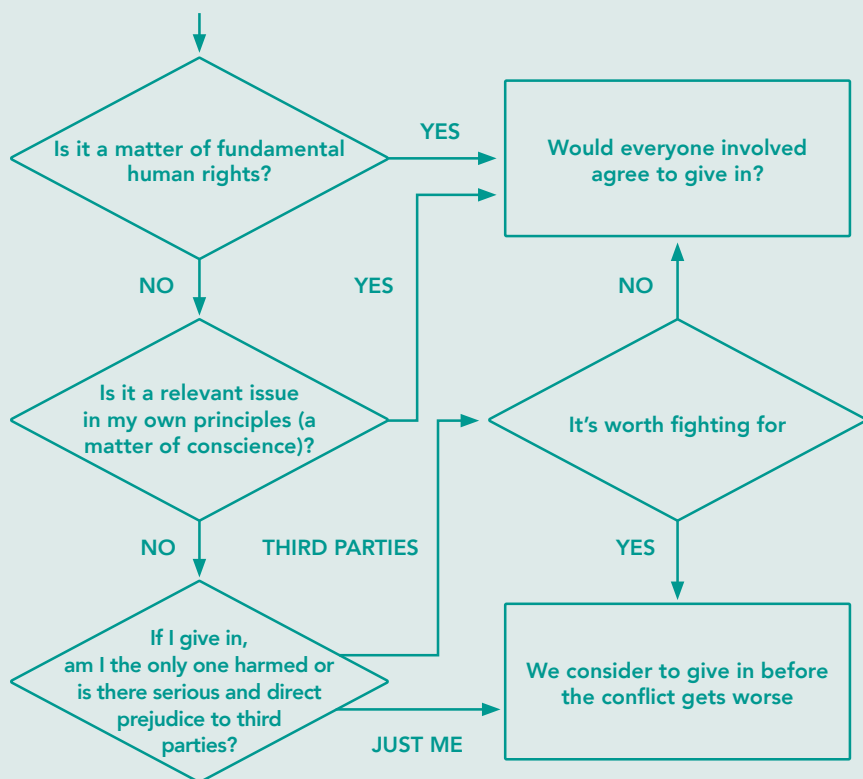 Is it a matter of fundamental
human rights?
YES
Would everyone involved
agree to give in?
NO
YES
NO
Is it a relevant issue
in my own principles (a
matter of conscience)?
It's worth fighting for
NO
THIRD PARTIES
YES
If I give in,
am I the only one harmed or
is there serious and direct
prejudice to third
parties?
We consider to give in before
the conflict gets worse
JUST ME